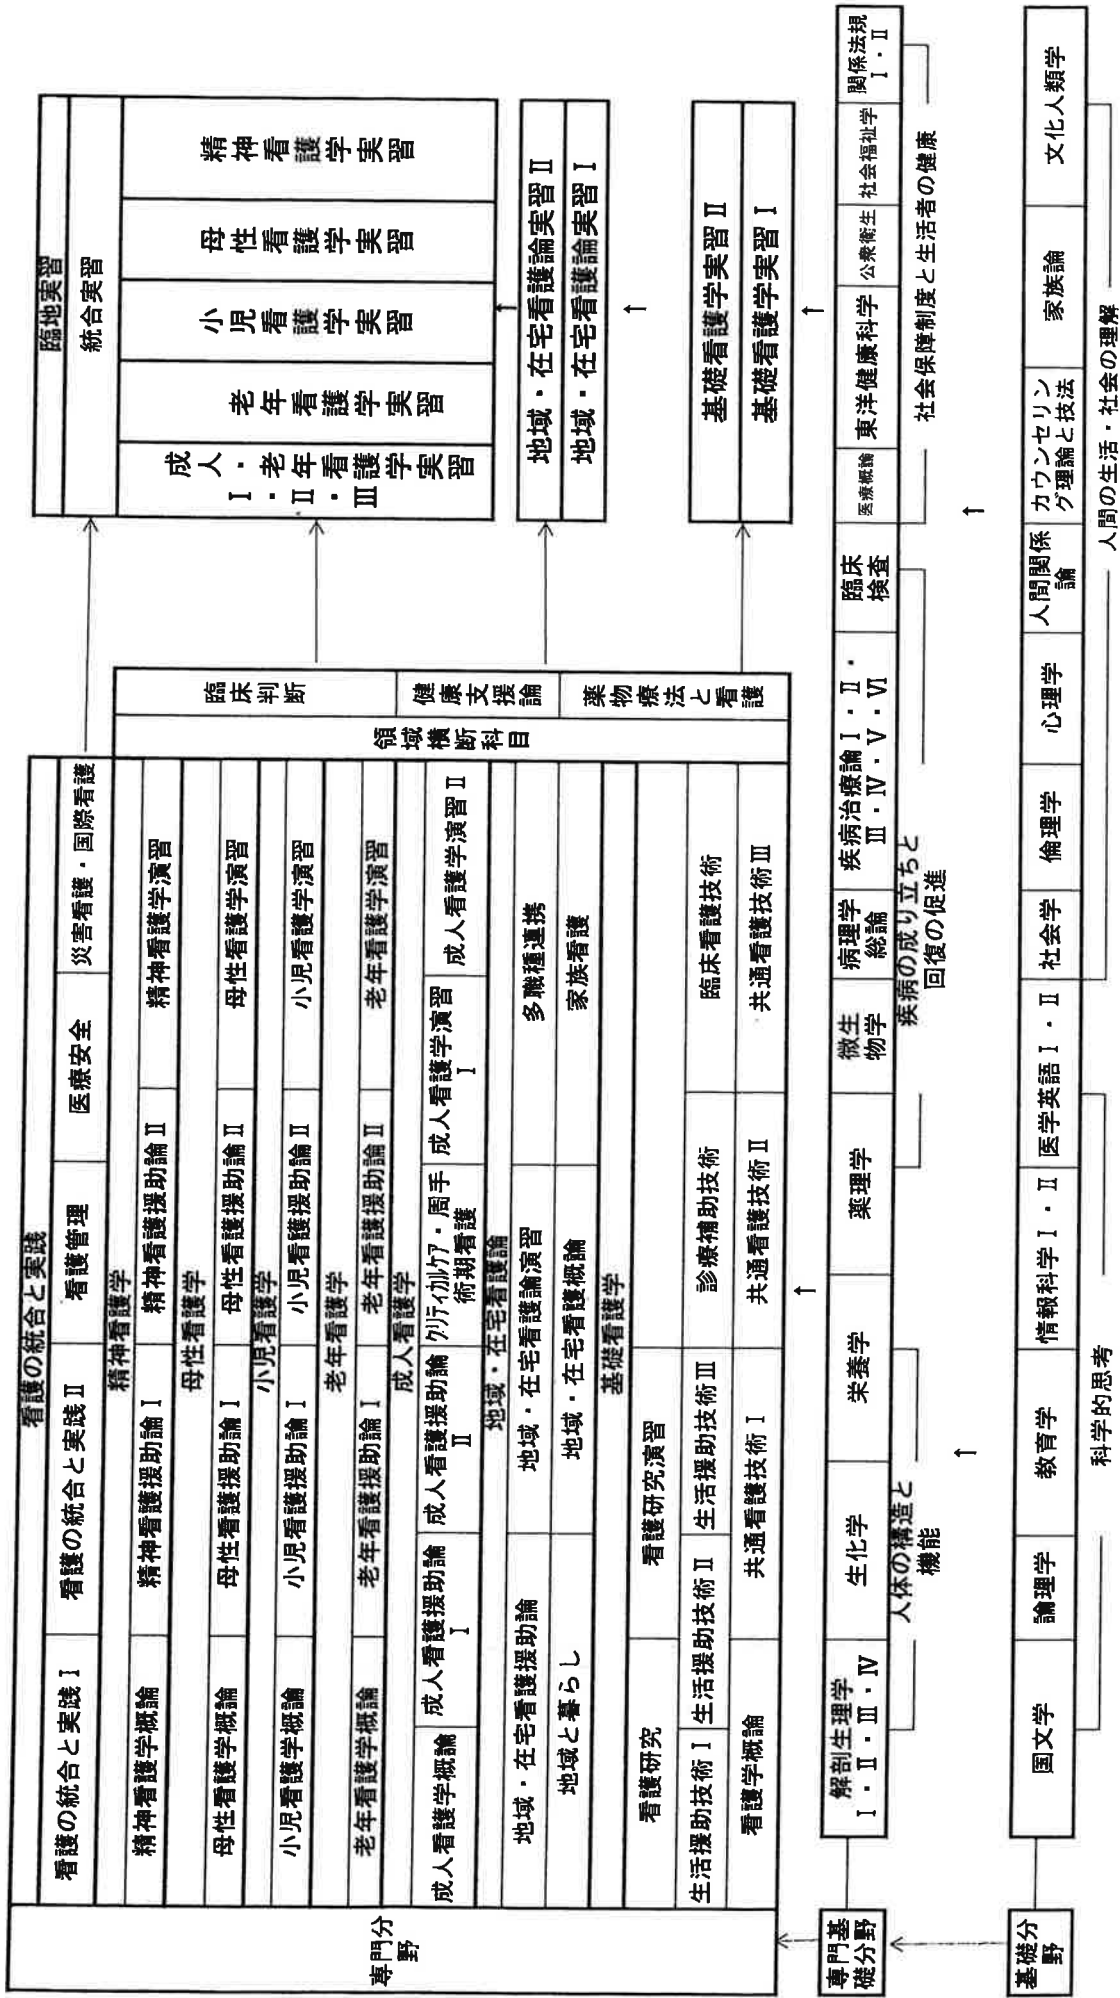 看護の統合と実践
看護の統合と実践Ⅰ
看護の統合と実践Ⅱ
看護管理
医療安全
災害看護・国際看護
精神看護学
精神看護学概論
精神看護援助論Ⅰ
精神看護援助論Ⅱ
精神看護学演習
母性看護学
母性看護学概論
母性看護援助論Ⅰ
母性看護援助論Ⅱ
母性看護学演習
小児看護学
小児看護学概論
小児看護援助論Ⅰ
小児看護援助論Ⅱ
小児看護学演習
老年看護学
老年看護学概論
老年看護援助論Ⅰ
老年看護援助論Ⅱ
老年看護学演習
成人看護学
成人看護学概論
成人看護援助論
Ⅰ
成人看護援助論
Ⅱ
クリティカルケア・周手
術期看護
成人看護学演習
Ⅰ
成人看護学演習Ⅱ
地域・在宅看護論
地域・在宅看護援助論
地域・在宅看護論演習
多職種連携
地域と暮らし
地域・在宅看護概論
家族看護
基礎看護学
看護研究
看護研究演習
生活援助技術Ⅰ
生活援助技術Ⅱ
生活援助技術Ⅲ
診療補助技術
臨床看護技術
看護学概論
共通看護技術Ⅰ
共通看護技術Ⅱ
共通看護技術Ⅲ
専門分
野
領域横断科目
臨床判断
健康支援論
薬物療法と看護
臨地実習
統合実習
成人・老年看護学実習
Ⅰ・Ⅱ・Ⅲ
老年看護学実習
小児看護学実習
母性看護学実習
精神看護学実習
↑
地域・在宅看護論実習Ⅱ
地域・在宅看護論実習Ⅰ
↑
基礎看護学実習Ⅱ
基礎看護学実習Ⅰ
↑
↑
専門基
礎分野
解剖生理学
Ⅰ・Ⅱ・Ⅲ・Ⅳ
生化学
栄養学
薬理学
微生
物学
病理学
総論
疾病治療論Ⅰ・Ⅱ・
Ⅲ・Ⅳ・Ⅴ・Ⅵ
臨床
検査
医療概論
東洋健康科学
公衆衛生
社会福祉学
関係法規
Ⅰ・Ⅱ
人体の構造と
機能
疾病の成り立ちと
回復の促進
社会保障制度と生活者の健康
↑
↑
基礎分
野
国文学
論理学
教育学
情報科学Ⅰ・Ⅱ
医学英語Ⅰ・Ⅱ
社会学
倫理学
心理学
人間関係
論
カウンセリン
グ理論と技法
家族論
文化人類学
科学的思考
人間の生活・社会の理解